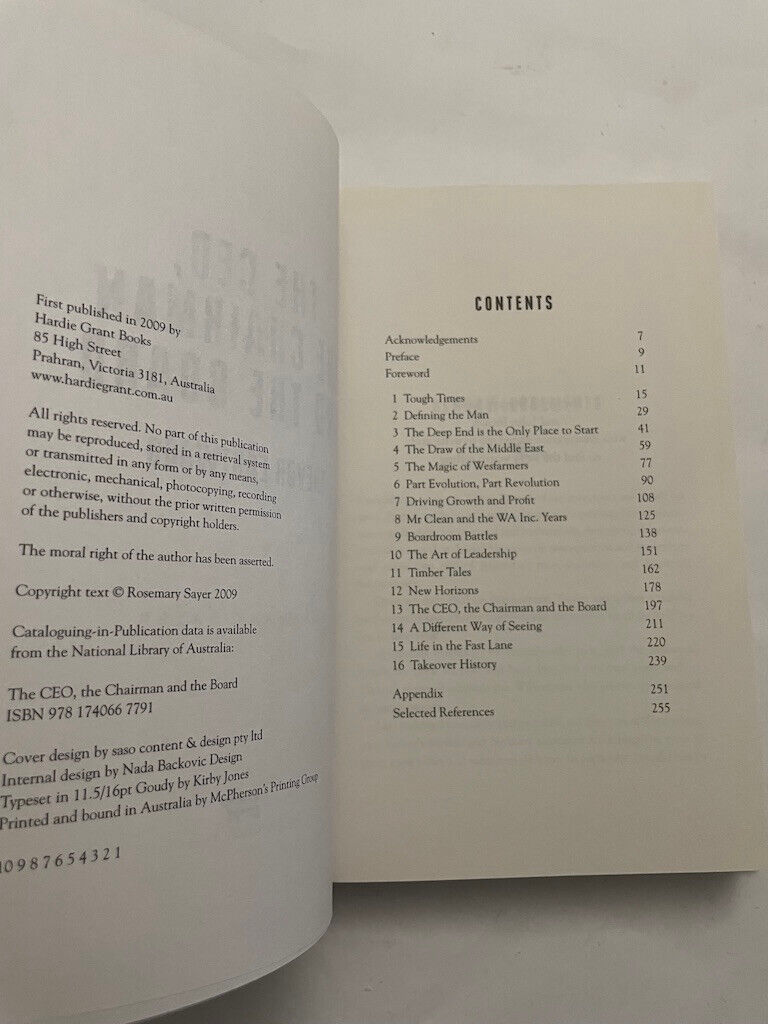 First published in 2009 by
Hardie Grant Books
85 High Street
Prahran, Victoria 3181, Australia
www.hardiegrant.com.au
All rights reserved. No part of this publication
may be reproduced, stored in a retrieval system
or transmitted in any form or by any means,
electronic, mechanical, photocopying, recording
or otherwise, without the prior written permission
of the publishers and copyright holders.
The moral right of the author has been asserted.
Copyright text © Rosemary Sayer 2009
Cataloguing-in-Publication data is available
from the National Library of Australia:
The CEO, the Chairman and the Board
ISBN 978 174066 7791
Cover design by saso content & design pty ltd
Internal design by Nada Backovic Design
Typeset in 11.5/16pt Goudy by Kirby Jones
Printed and bound in Australia by McPherson's Printing Group
10 9 8 7 6 5 4 3 2 1
CONTENTS
Acknowledgements 7
Preface 9
Foreword 11
1 Tough Times 15
2 Defining the Man 29
3 The Deep End is the Only Place to Start 41
4 The Draw of the Middle East 59
5 The Magic of Wesfarmers 77
6 Part Evolution, Part Revolution 90
7 Driving Growth and Profit 108
8 Mr Clean and the WA Inc. Years 125
9 Boardroom Battles 138
10 The Art of Leadership 151
11 Timber Tales 162
12 New Horizons 178
13 The CEO, the Chairman and the Board 197
14 A Different Way of Seeing 211
15 Life in the Fast Lane 220
16 Takeover History 239
Appendix 251
Selected References 255